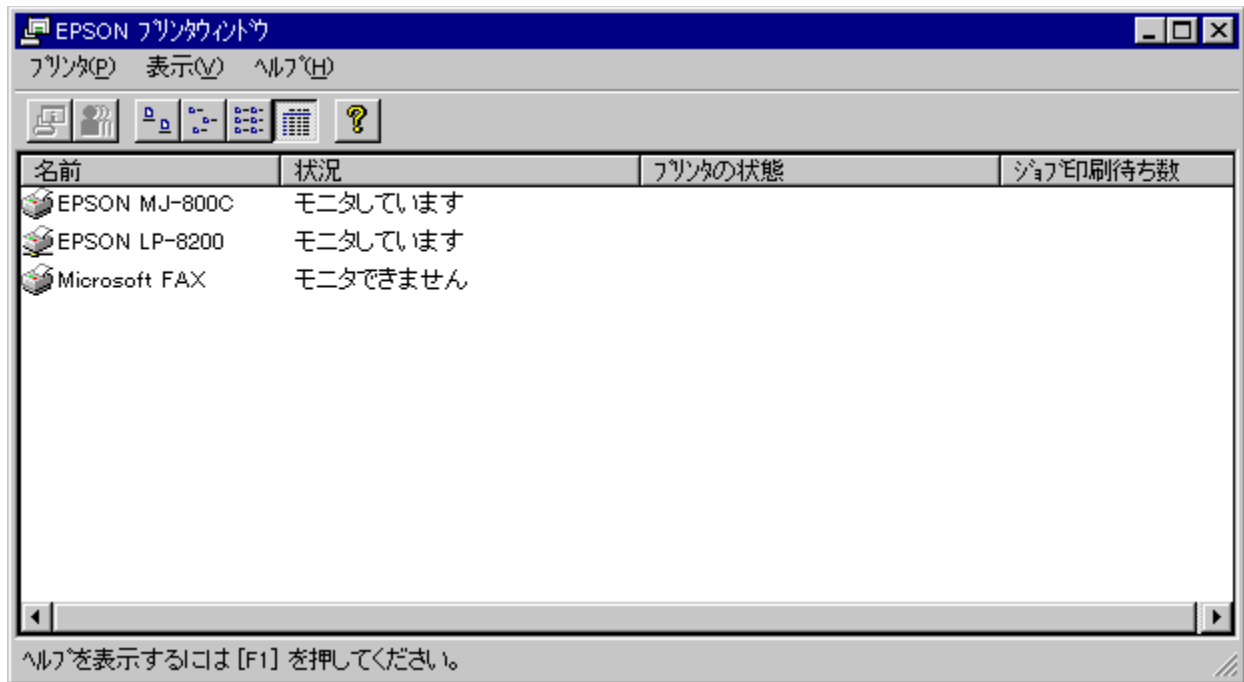 EPSON ﾌﾟﾘﾝﾀｳｨﾝﾄﾞｳ
ﾌﾟﾘﾝﾀ(P) 表示(V) ﾍﾙﾌﾟ(H)
名前 状況 ﾌﾟﾘﾝﾀの状態 ｼﾞｮﾌﾞ印刷待ち数
EPSON MJ-800C モニタしています
EPSON LP-8200 モニタしています
Microsoft FAX モニタできません
ﾍﾙﾌﾟを表示するには [F1] を押してください。